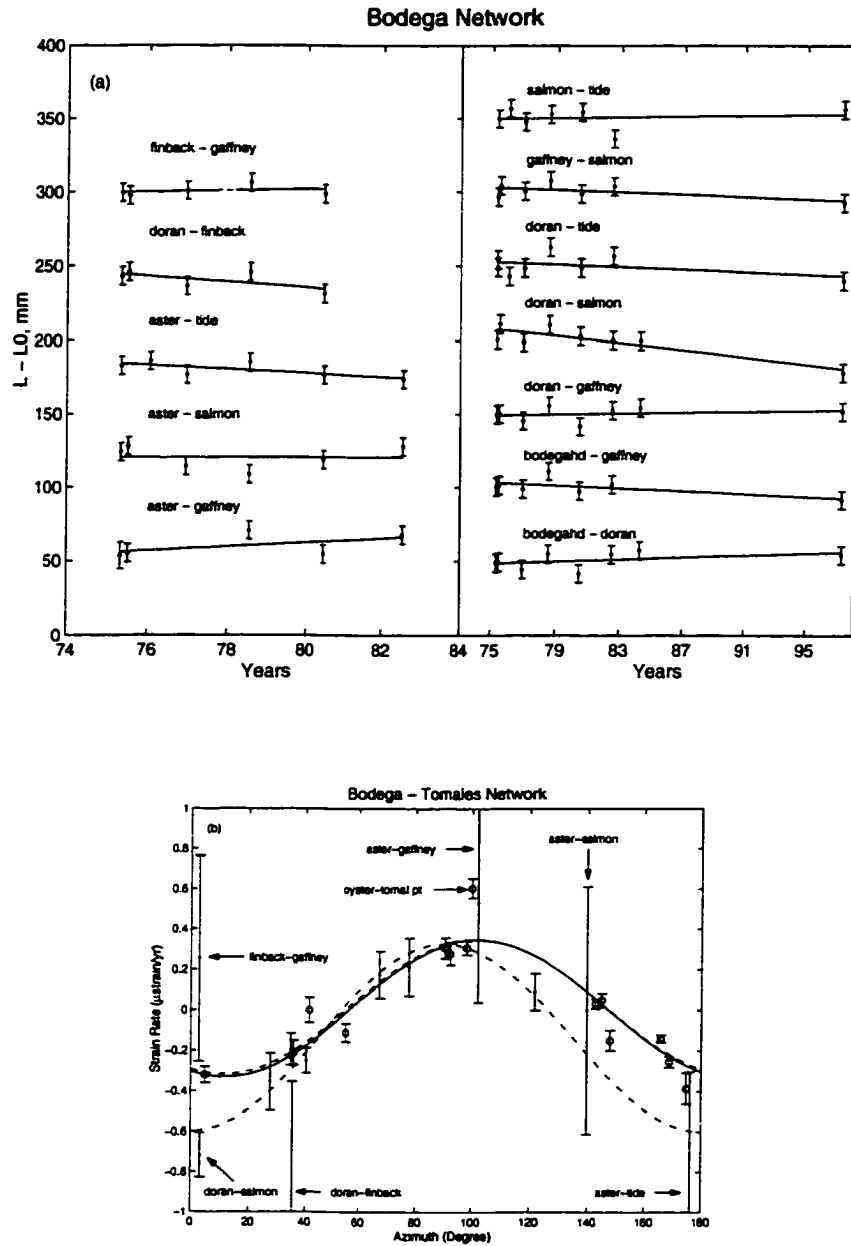 Bodega Network
(a)
400
350
300
250
200
150
100
50
0
L – L0, mm
finback – gaffney
doran – finback
aster – tide
aster – salmon
aster – gaffney
74
76
78
80
82
84
Years
salmon – tide
gaffney – salmon
doran – tide
doran – salmon
doran – gaffney
bodegahd – gaffney
bodegahd – doran
75
79
83
87
91
95
Years
Bodega – Tomales Network
(b)
1
0.8
0.6
0.4
0.2
0
−0.2
−0.4
−0.6
−0.8
−1
Strain Rate (μstrain/yr)
aster–gaffney
oyster–tomal pt
aster–salmon
finback–gaffney
doran–salmon
doran–finback
aster–tide
0
20
40
60
80
100
120
140
160
180
Azimuth (Degree)